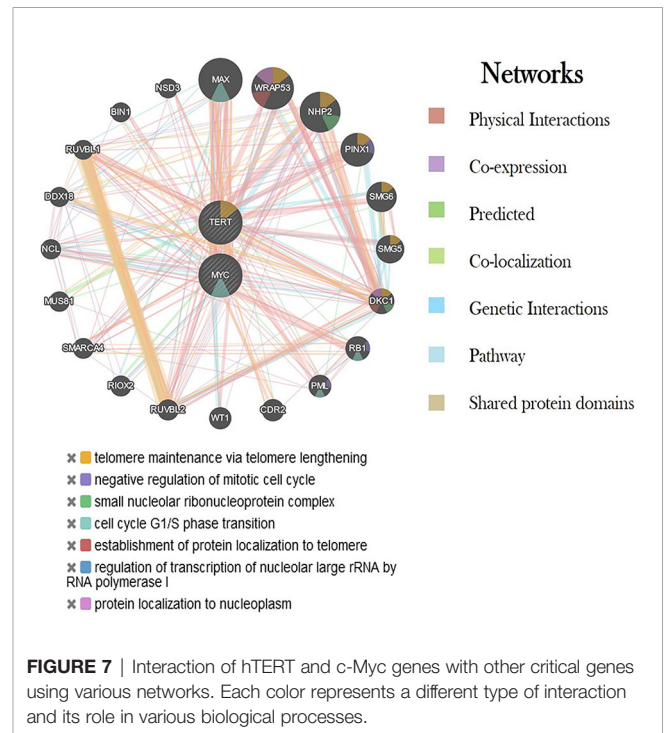 Networks
Physical Interactions
Co-expression
Predicted
Co-localization
Genetic Interactions
Pathway
Shared protein domains
MAX
WRAP53
NHP2
PINX1
SMG6
SMG5
DKC1
RB1
PML
CDR2
WT1
RUVBL2
RIOX2
SMARCA4
MUS81
NCL
DDX18
RUVBL1
BIN1
NSD3
TERT
MYC
telomere maintenance via telomere lengthening
negative regulation of mitotic cell cycle
small nucleolar ribonucleoprotein complex
cell cycle G1/S phase transition
establishment of protein localization to telomere
regulation of transcription of nucleolar large rRNA by
RNA polymerase I
protein localization to nucleoplasm
FIGURE 7 | Interaction of hTERT and c-Myc genes with other critical genes
using various networks. Each color represents a different type of interaction
and its role in various biological processes.